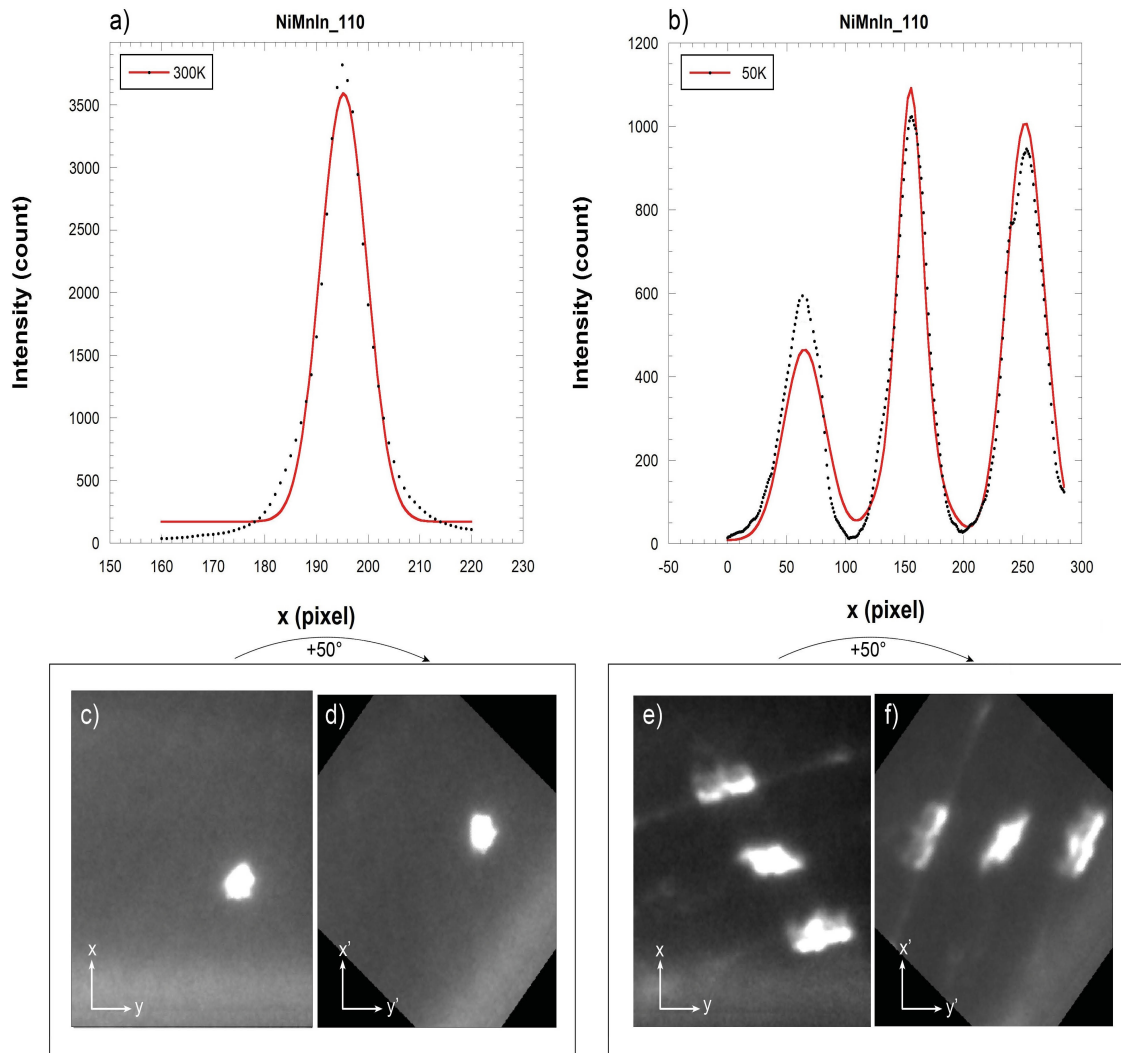 a)
NiMnIn_110
300K
Intensity (count)
3500
3000
2500
2000
1500
1000
500
0
150 160 170 180 190 200 210 220 230
x (pixel)
b)
NiMnIn_110
50K
Intensity (count)
1200
1000
800
600
400
200
0
-50 0 50 100 150 200 250 300
x (pixel)
+50°
c)
x
y
d)
x'
y'
+50°
e)
x
y
f)
x'
y'